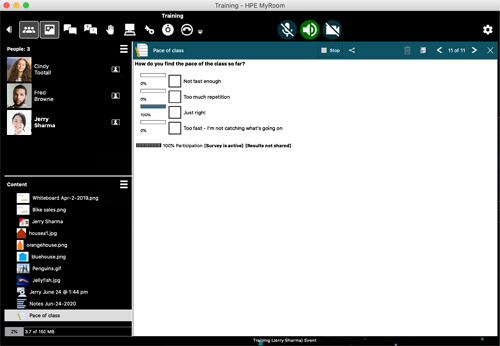 Training - HPE MyRoom
Training
People: 3
Cindy
Tootall
Fred
Browne
Jerry
Sharma
Content
Whiteboard Apr-2-2019.png
Bike sales.png
Jerry Sharma
houses1.jpg
orangehouse.png
bluehouse.png
Penguins.gif
Jellyfish.jpg
Jerry June 24 @ 1:44 pm
Notes Jun-24-2020
Pace of class
2% 3.7 of 150 MB
Pace of class
Stop
11 of 11
How do you find the pace of the class so far?
0% Not fast enough
0% Too much repetition
100% Just right
0% Too fast - I'm not catching what's going on
100% Participation [Survey is active] [Results not shared]
Training (Jerry Sharma) Event